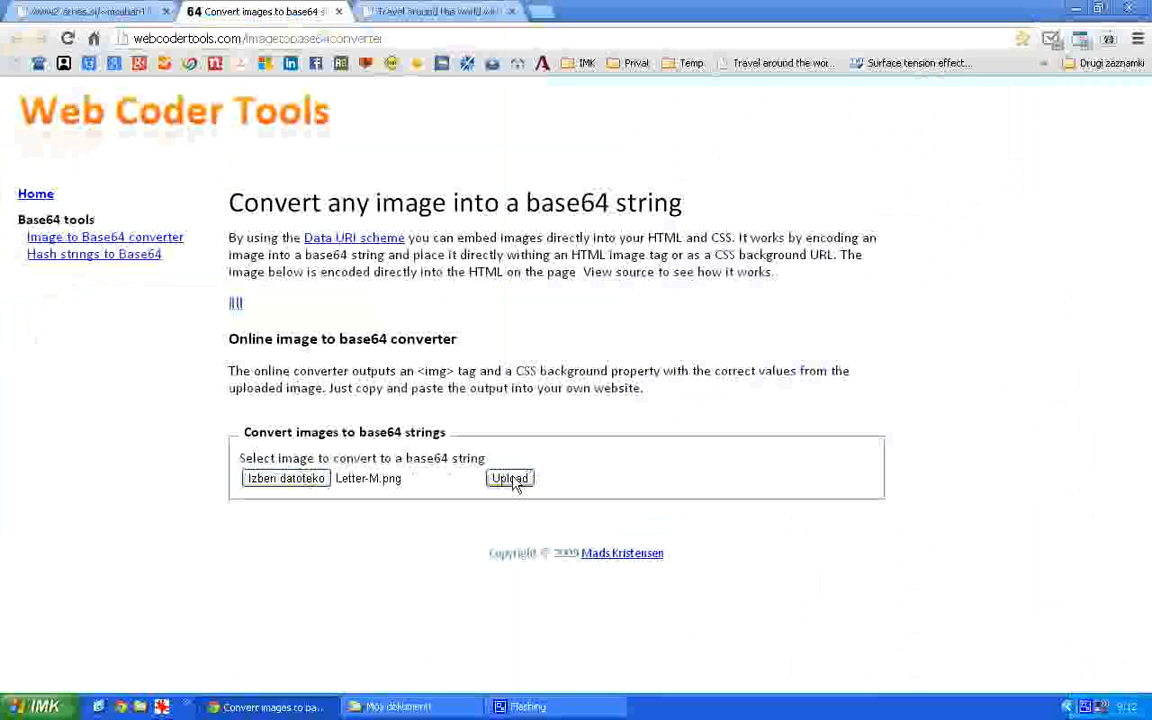 64 Convert images to base64
Travel around the world wi
webcodertools.com/imagetobase64converter
IMK
Privat
Temp
Travel around the wor...
Surface tension effect...
Drugi zaznamki
Web Coder Tools
Home
Base64 tools
Image to Base64 converter
Hash strings to Base64
Convert any image into a base64 string
By using the Data URI scheme you can embed images directly into your HTML and CSS. It works by encoding an
image into a base64 string and place it directly withing an HTML image tag or as a CSS background URL. The
image below is encoded directly into the HTML on the page View source to see how it works.
Online image to base64 converter
The online converter outputs an <img> tag and a CSS background property with the correct values from the
uploaded image. Just copy and paste the output into your own website.
Convert images to base64 strings
Select image to convert to a base64 string
Izberi datoteko Letter-M.png Upload
Copyright © 2009 Mads Kristensen
IMK
Convert images to ba...
Moji dokumenti
Flashing
9:12